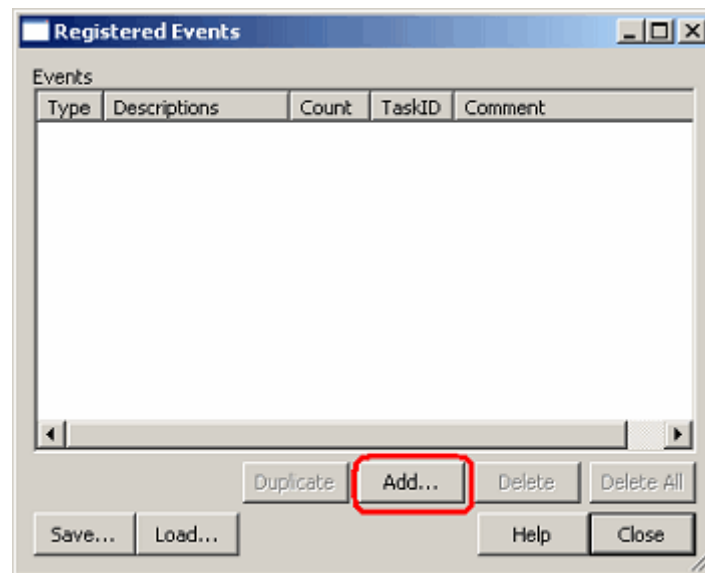 Registered Events
Events
Type Descriptions Count TaskID Comment
Duplicate Add... Delete Delete All
Save... Load... Help Close